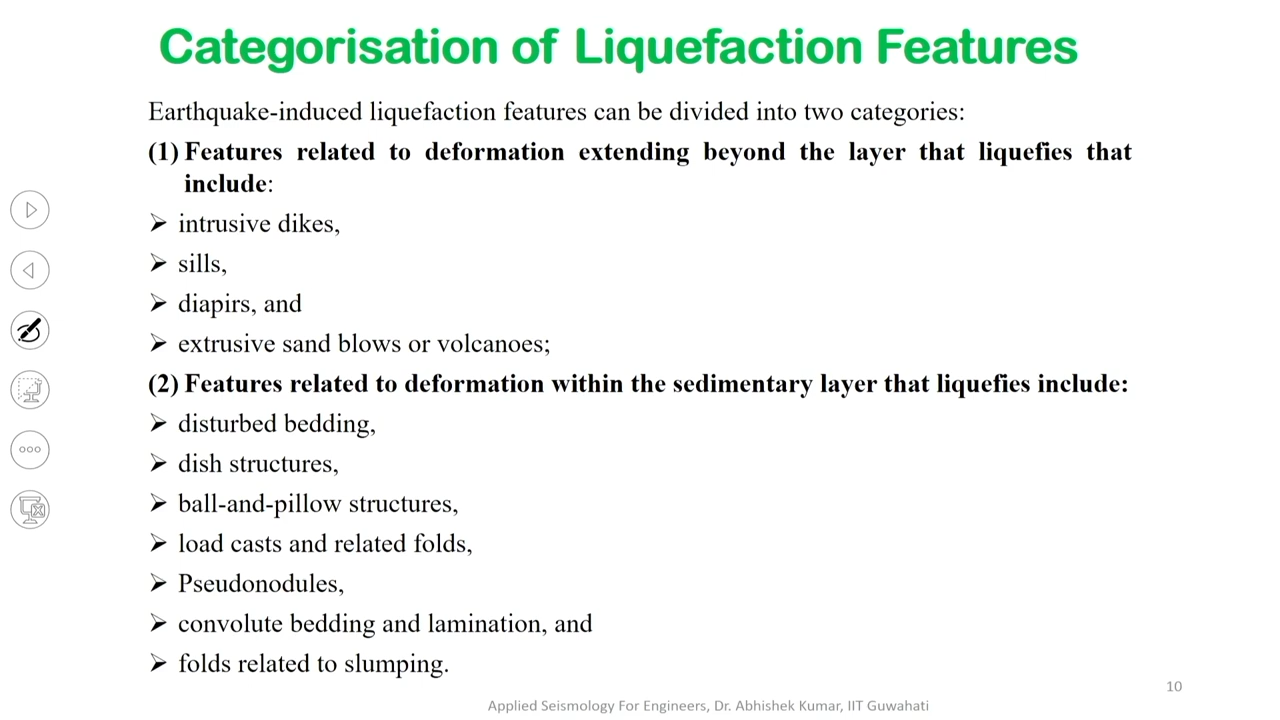 Categorisation of Liquefaction Features
Earthquake-induced liquefaction features can be divided into two categories:
(1) Features related to deformation extending beyond the layer that liquefies that
include:
➢ intrusive dikes,
➢ sills,
➢ diapirs, and
➢ extrusive sand blows or volcanoes;
(2) Features related to deformation within the sedimentary layer that liquefies include:
➢ disturbed bedding,
➢ dish structures,
➢ ball-and-pillow structures,
➢ load casts and related folds,
➢ Pseudonodules,
➢ convolute bedding and lamination, and
➢ folds related to slumping.
10
Applied Seismology For Engineers, Dr. Abhishek Kumar, IIT Guwahati